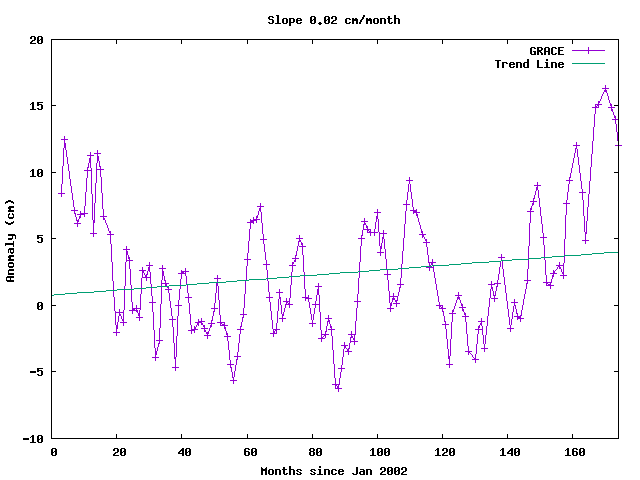 Slope 0.02 cm/month
GRACE
Trend Line
20
15
10
5
0
-5
-10
Anomaly (cm)
0 20 40 60 80 100 120 140 160
Months since Jan 2002